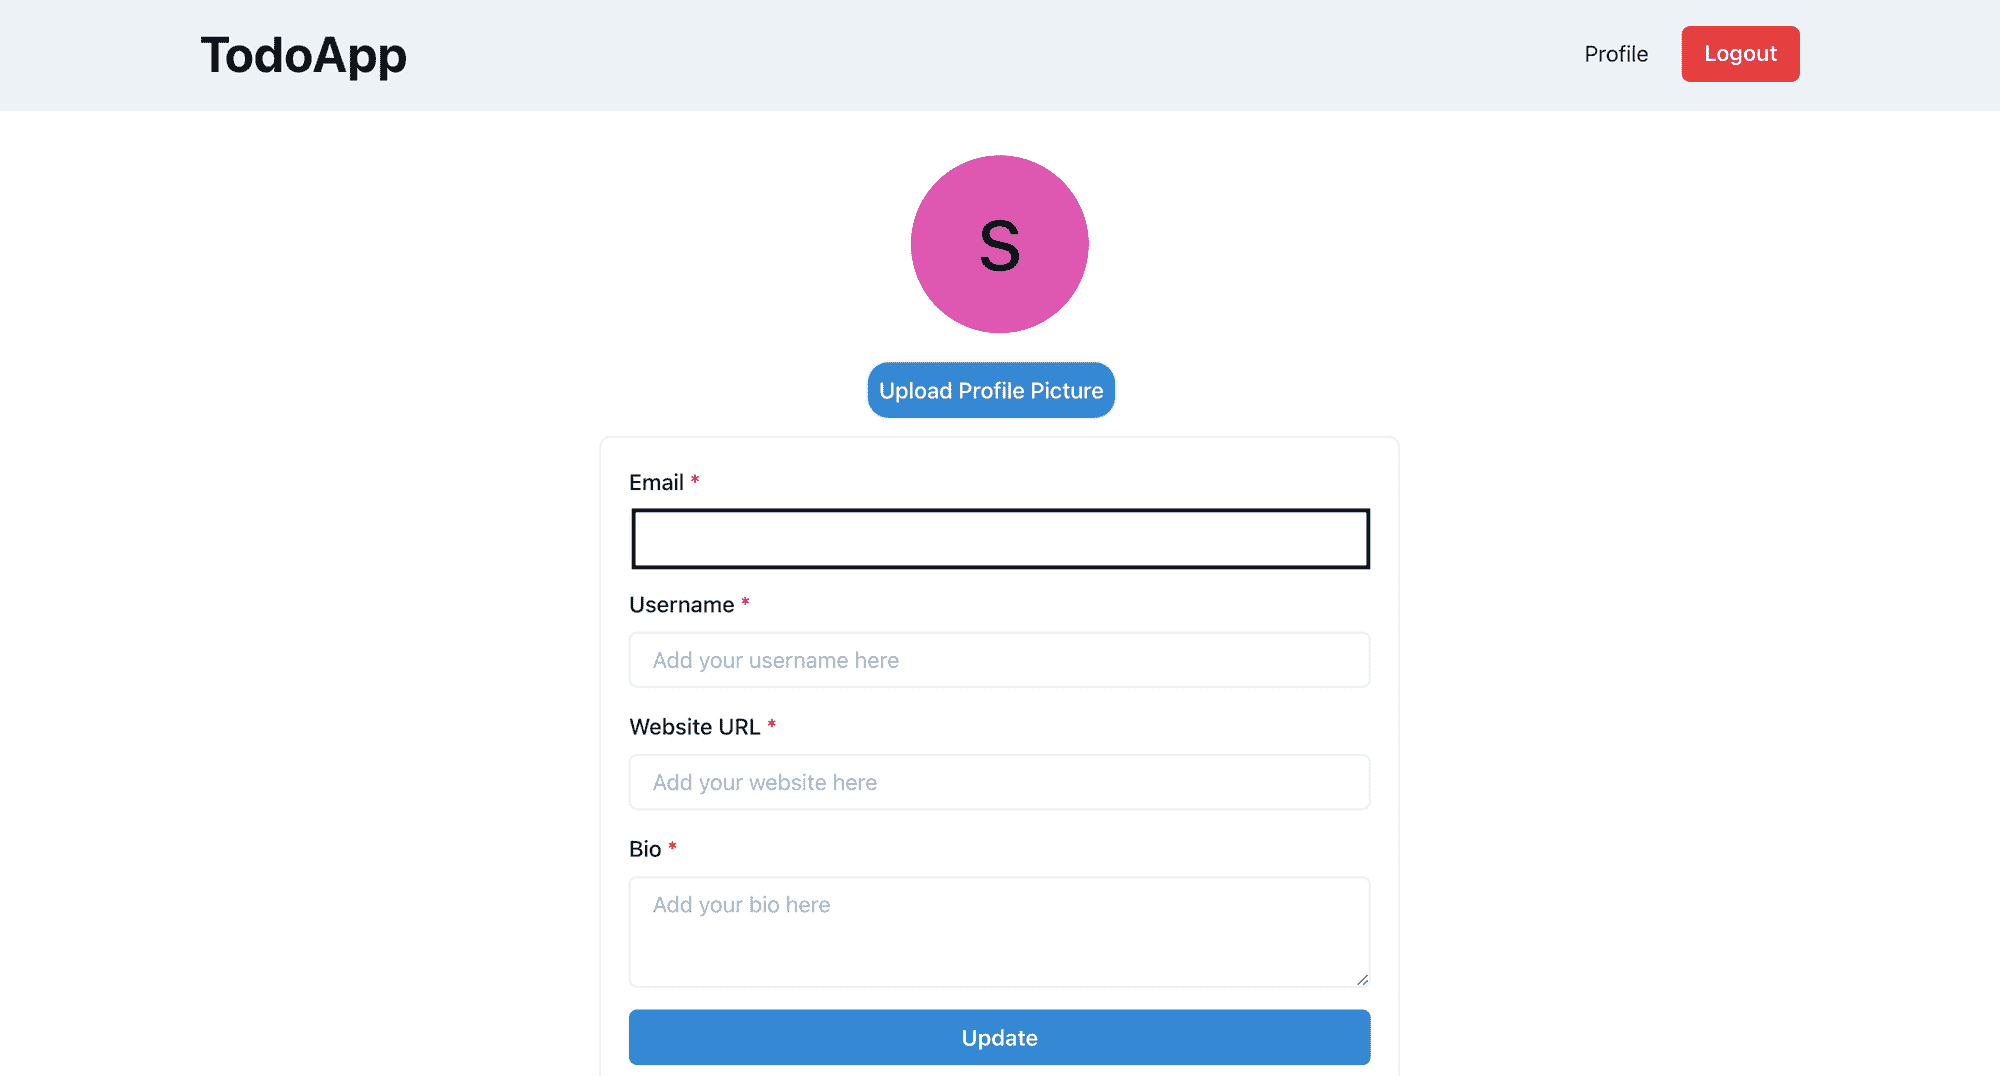 TodoApp
Profile
Logout
S
Upload Profile Picture
Email *
Username *
Add your username here
Website URL *
Add your website here
Bio *
Add your bio here
Update